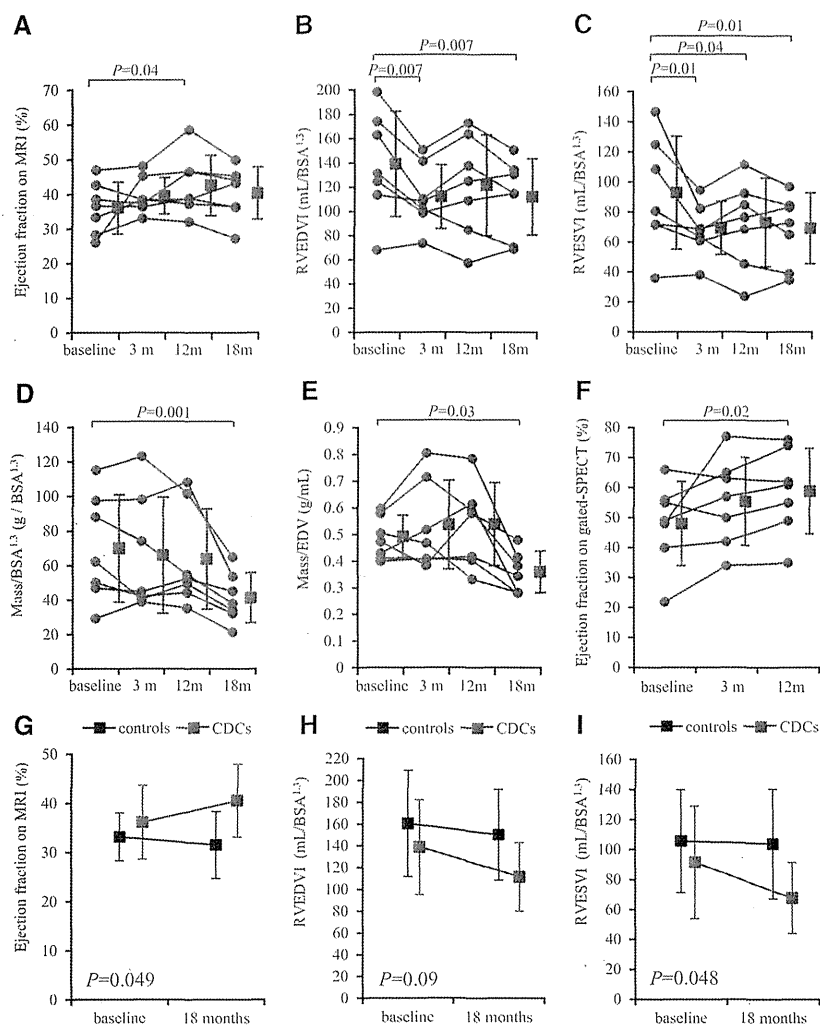 A
P=0.04
Ejection fraction on MRI (%)
70
60
50
40
30
20
10
0
baseline 3 m 12m 18m
B
P=0.007
P=0.007
RVEDVI (mL/BSA1.3)
200
180
160
140
120
100
80
60
40
20
0
baseline 3 m 12m 18m
C
P=0.01
P=0.04
P=0.01
RVESVI (mL/BSA1.3)
160
140
120
100
80
60
40
20
0
baseline 3 m 12m 18m
D
P=0.001
Mass/BSA1.3 (g / BSA1.3)
140
120
100
80
60
40
20
0
baseline 3 m 12m 18m
E
P=0.03
Mass/EDV (g/mL)
0.9
0.8
0.7
0.6
0.5
0.4
0.3
0.2
0.1
0
baseline 3 m 12m 18m
F
P=0.02
Ejection fraction on gated-SPECT (%)
80
70
60
50
40
30
20
10
0
baseline 3 m 12m
G
controls CDCs
Ejection fraction on MRI (%)
50
40
30
20
10
0
P=0.049
baseline 18 months
H
controls CDCs
RVEDVI (mL/BSA1.3)
220
200
180
160
140
120
100
80
60
40
20
0
P=0.09
baseline 18 months
I
controls CDCs
RVESVI (mL/BSA1.3)
160
140
120
100
80
60
40
20
0
P=0.048
baseline 18 months